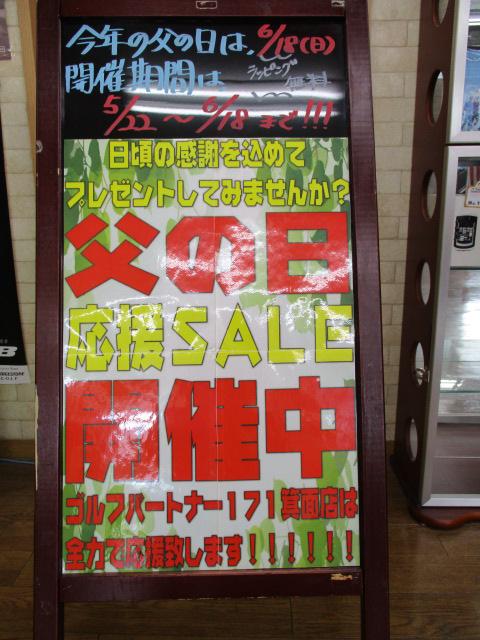 今年の父の日は、6/18(日)
開催期間は ラッピング無料
5/22〜6/18まで!!!
日頃の感謝を込めて
プレゼントしてみませんか?
父の日
応援SALE
開催中
ゴルフパートナー171箕面店は
全力で応援致します!!!!!!
B
GOLF